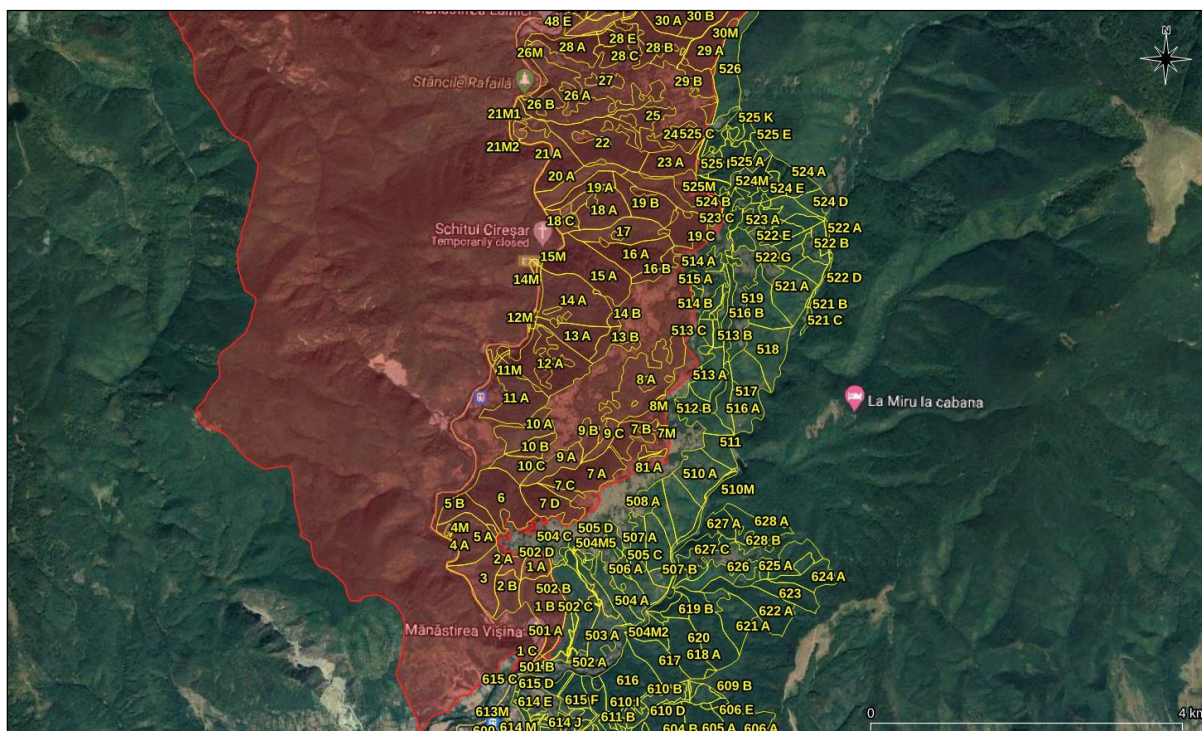 Mănăstirea Lainici
48 E
30 A
30 B
30M
28 E
28 A
28 C
28 B
29 A
26M
526
Stâncile Rafailă
27
29 B
26 A
26 B
21M1
25
525 K
22
24
525 C
525 E
21M2
21 A
23 A
525 I
525 A
20 A
524M
524 A
19 A
525M
524 E
18 A
19 B
524 B
524 D
18 C
523 C
523 A
Schitul Cireșar
Temporarily closed
17
19 C
522 E
522 A
522 B
15M
16 A
514 A
522 G
14M
15 A
16 B
515 A
522 D
521 A
14 A
514 B
519
521 B
12M
14 B
516 B
521 C
13 A
13 B
513 C
513 B
518
11M
12 A
8 A
513 A
517
11 A
8M
512 B
516 A
La Miru la cabana
10 A
9 B
9 C
7 B
7M
511
10 B
9 A
10 C
7 A
81 A
510 A
7 C
510M
5 B
6
7 D
508 A
4M
5 A
4 A
504 C
505 D
504M5
507 A
627 A
628 A
628 B
2 A
502 D
505 C
627 C
1 A
506 A
507 B
626
625 A
3
2 B
502 B
624 A
623
1 B
502 C
504 A
619 B
622 A
Mănăstirea Vișina
501 A
503 A
504M2
620
621 A
1 C
501 B
502 A
617
618 A
615 C
615 D
616
610 B
609 B
614 E
615 F
610 I
613M
610 D
606 E
611 B
614 J
614 M
604 B
605 A
606 A
N
0
4 km